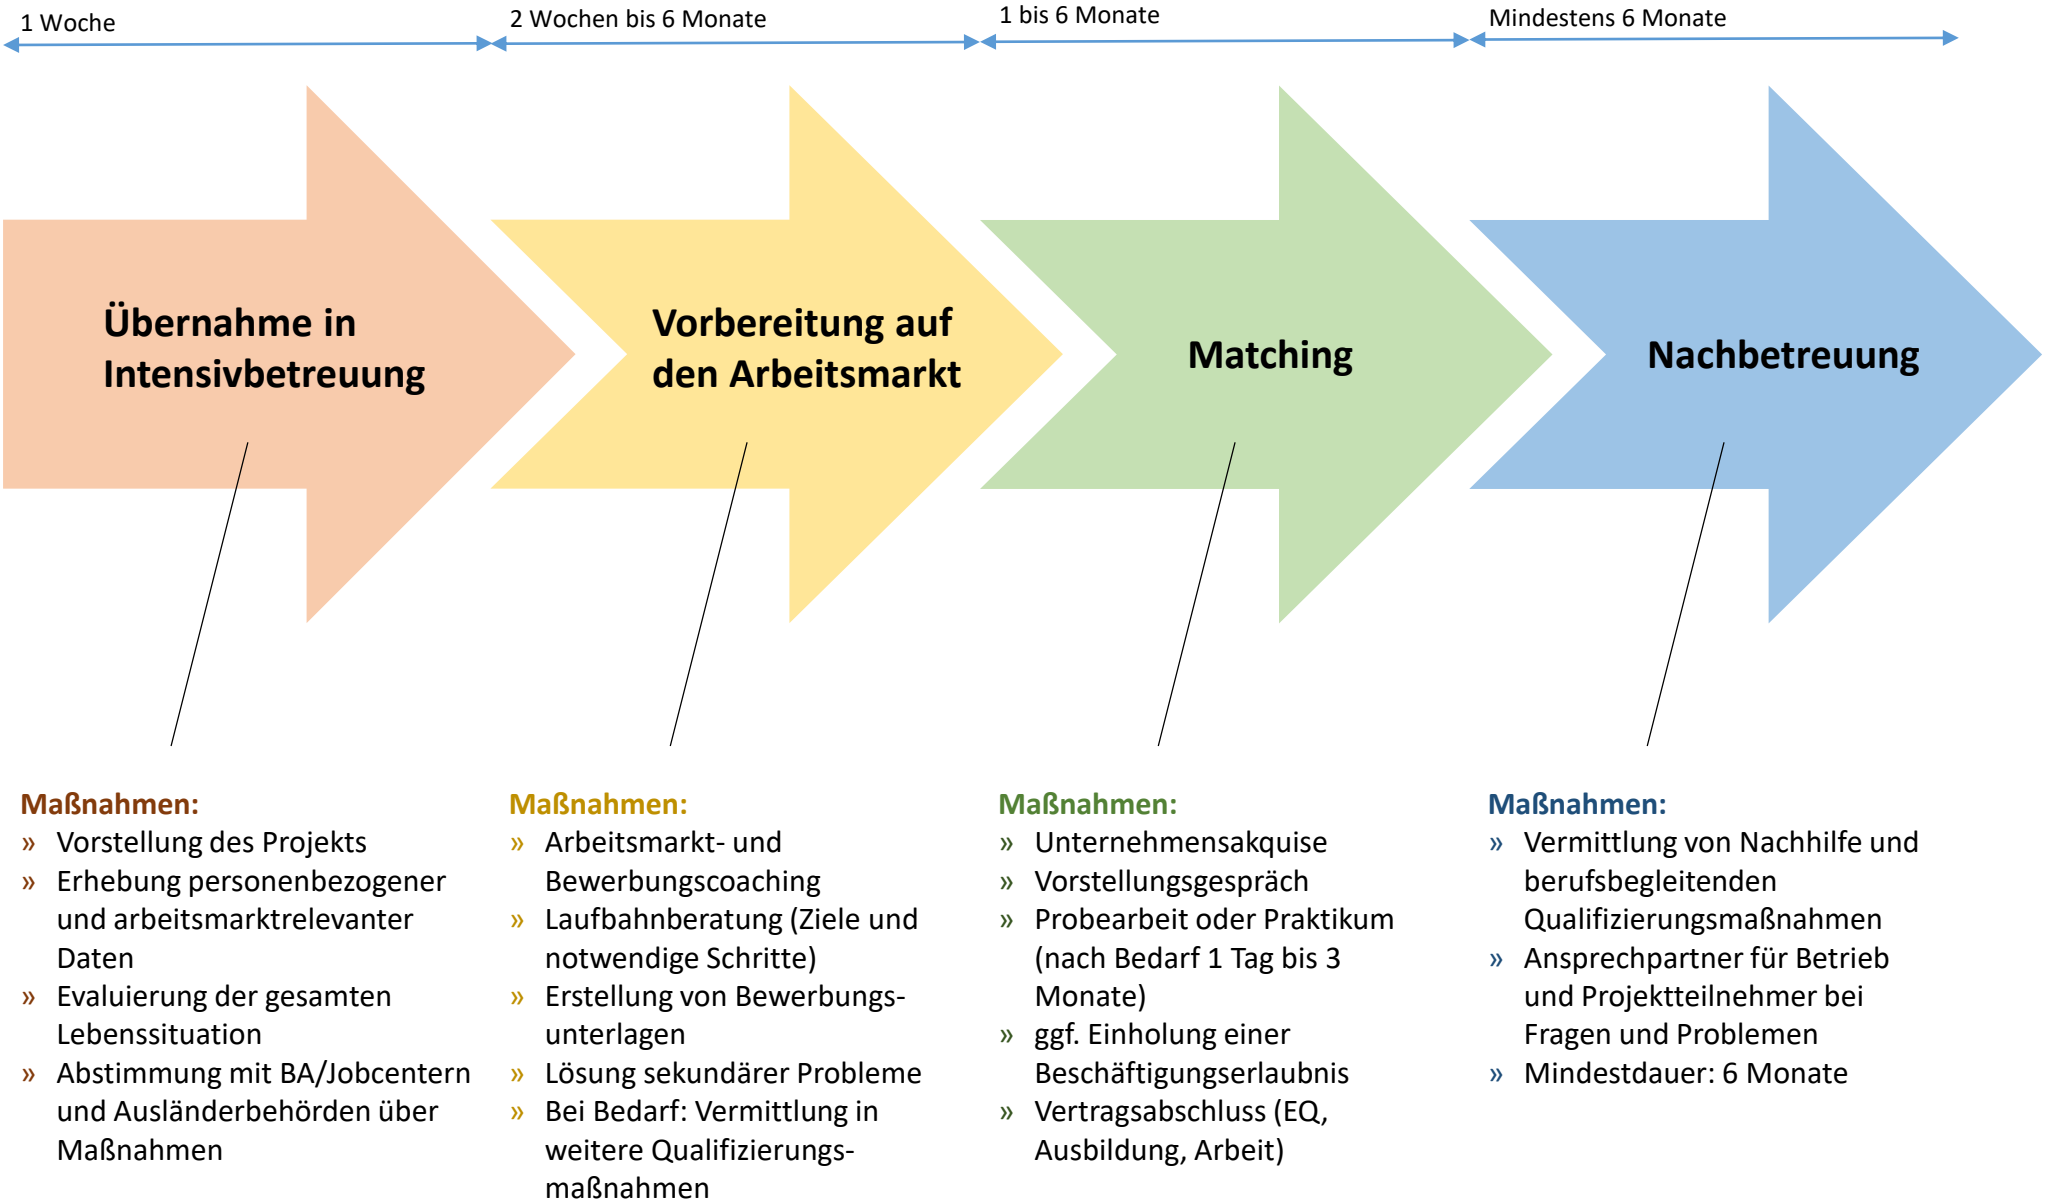 1 Woche
2 Wochen bis 6 Monate
1 bis 6 Monate
Mindestens 6 Monate
Übernahme in
Intensivbetreuung
Vorbereitung auf
den Arbeitsmarkt
Matching
Nachbetreuung
Maßnahmen:
» Vorstellung des Projekts
» Erhebung personenbezogener
und arbeitsmarktrelevanter
Daten
» Evaluierung der gesamten
Lebenssituation
» Abstimmung mit BA/Jobcentern
und Ausländerbehörden über
Maßnahmen
Maßnahmen:
» Arbeitsmarkt- und
Bewerbungscoaching
» Laufbahnberatung (Ziele und
notwendige Schritte)
» Erstellung von Bewerbungs-
unterlagen
» Lösung sekundärer Probleme
» Bei Bedarf: Vermittlung in
weitere Qualifizierungs-
maßnahmen
Maßnahmen:
» Unternehmensakquise
» Vorstellungsgespräch
» Probearbeit oder Praktikum
(nach Bedarf 1 Tag bis 3
Monate)
» ggf. Einholung einer
Beschäftigungserlaubnis
» Vertragsabschluss (EQ,
Ausbildung, Arbeit)
Maßnahmen:
» Vermittlung von Nachhilfe und
berufsbegleitenden
Qualifizierungsmaßnahmen
» Ansprechpartner für Betrieb
und Projektteilnehmer bei
Fragen und Problemen
» Mindestdauer: 6 Monate